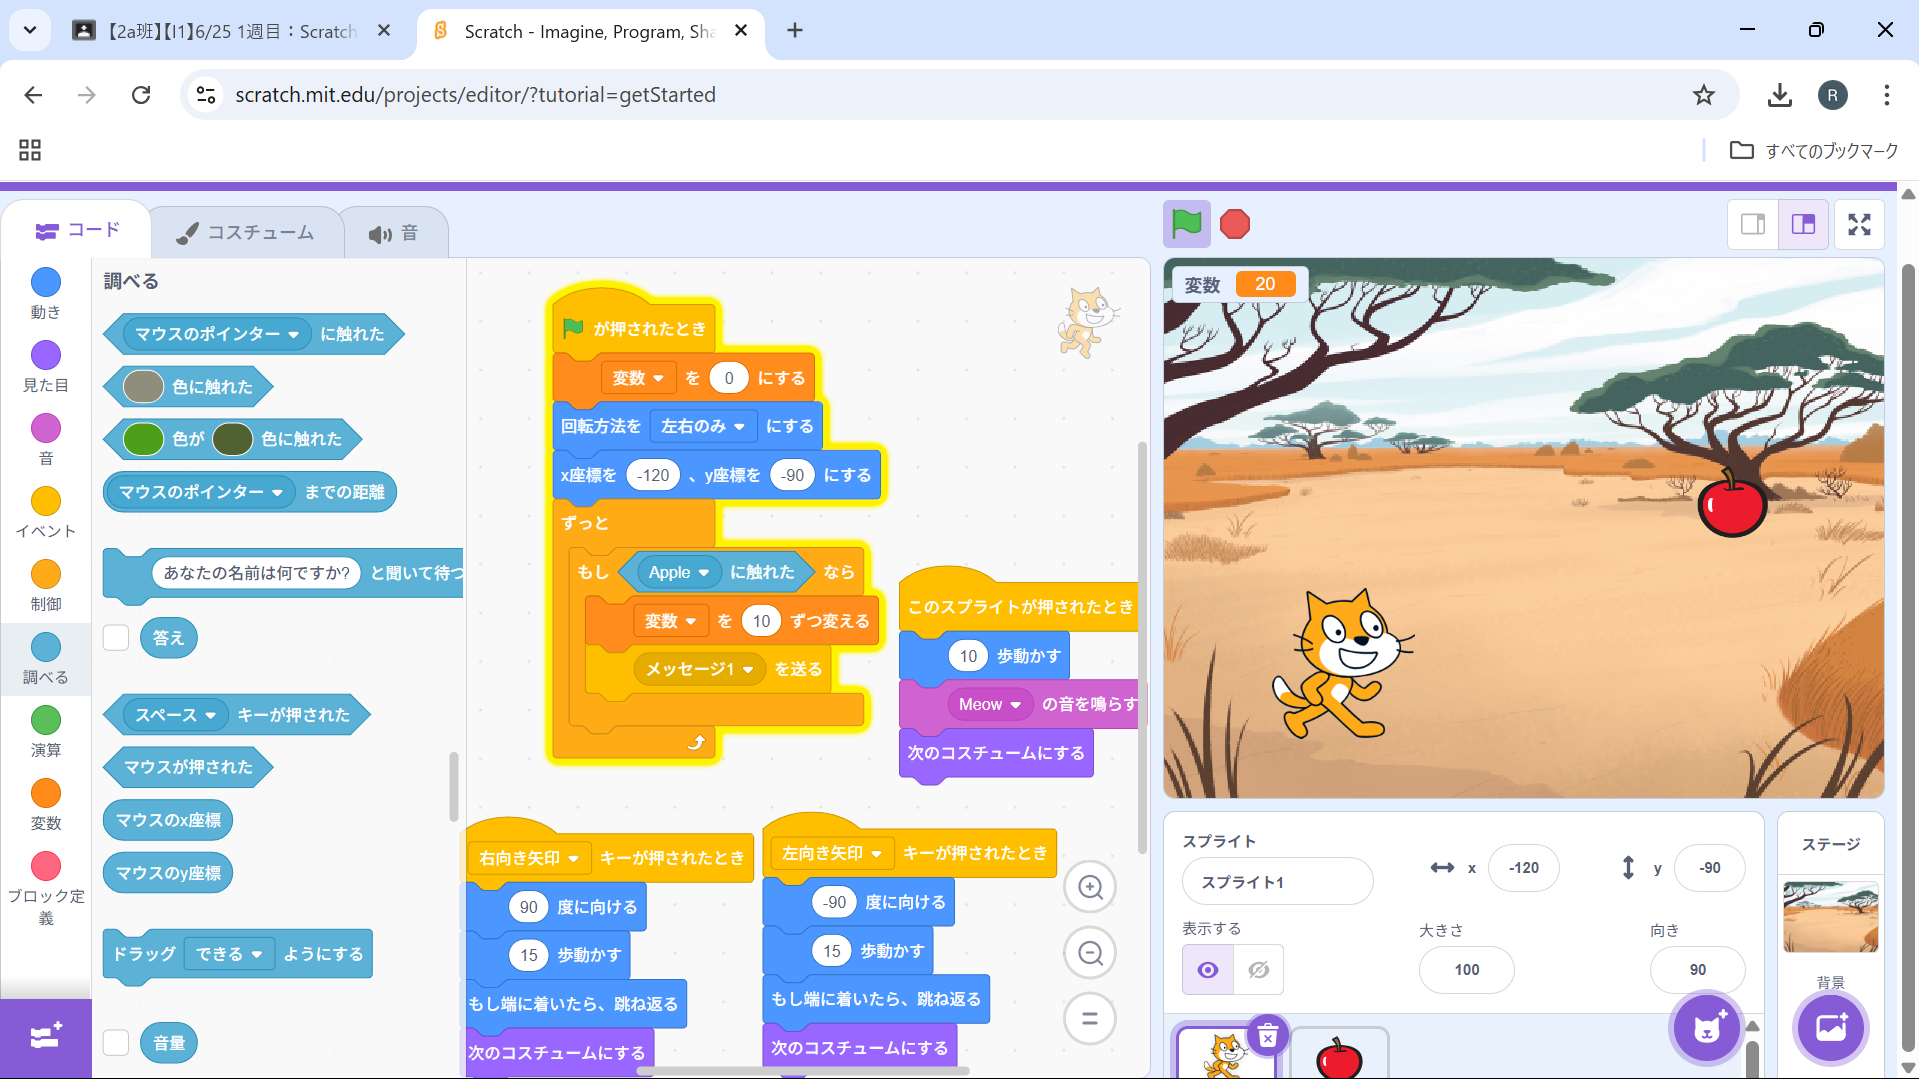 【2a班】【I1】6/25 1週目：Scratch
Scratch - Imagine, Program, Sha
scratch.mit.edu/projects/editor/?tutorial=getStarted
R
すべてのブックマーク
コード
コスチューム
音
動き
見た目
音
イベント
制御
調べる
演算
変数
ブロック定義
調べる
マウスのポインター に触れた
色に触れた
色が 色に触れた
マウスのポインター までの距離
あなたの名前は何ですか? と聞いて待つ
答え
スペース キーが押された
マウスが押された
マウスのx座標
マウスのy座標
ドラッグ できる ようにする
音量
が押されたとき
変数 を 0 にする
回転方法を 左右のみ にする
x座標を -120 、y座標を -90 にする
ずっと
もし Apple に触れた なら
変数 を 10 ずつ変える
メッセージ1 を送る
このスプライトが押されたとき
10 歩動かす
Meow の音を鳴らす
次のコスチュームにする
右向き矢印 キーが押されたとき
90 度に向ける
15 歩動かす
もし端に着いたら、跳ね返る
次のコスチュームにする
左向き矢印 キーが押されたとき
-90 度に向ける
15 歩動かす
もし端に着いたら、跳ね返る
次のコスチュームにする
変数 20
スプライト
スプライト1
x -120
y -90
表示する
大きさ
100
向き
90
ステージ
背景